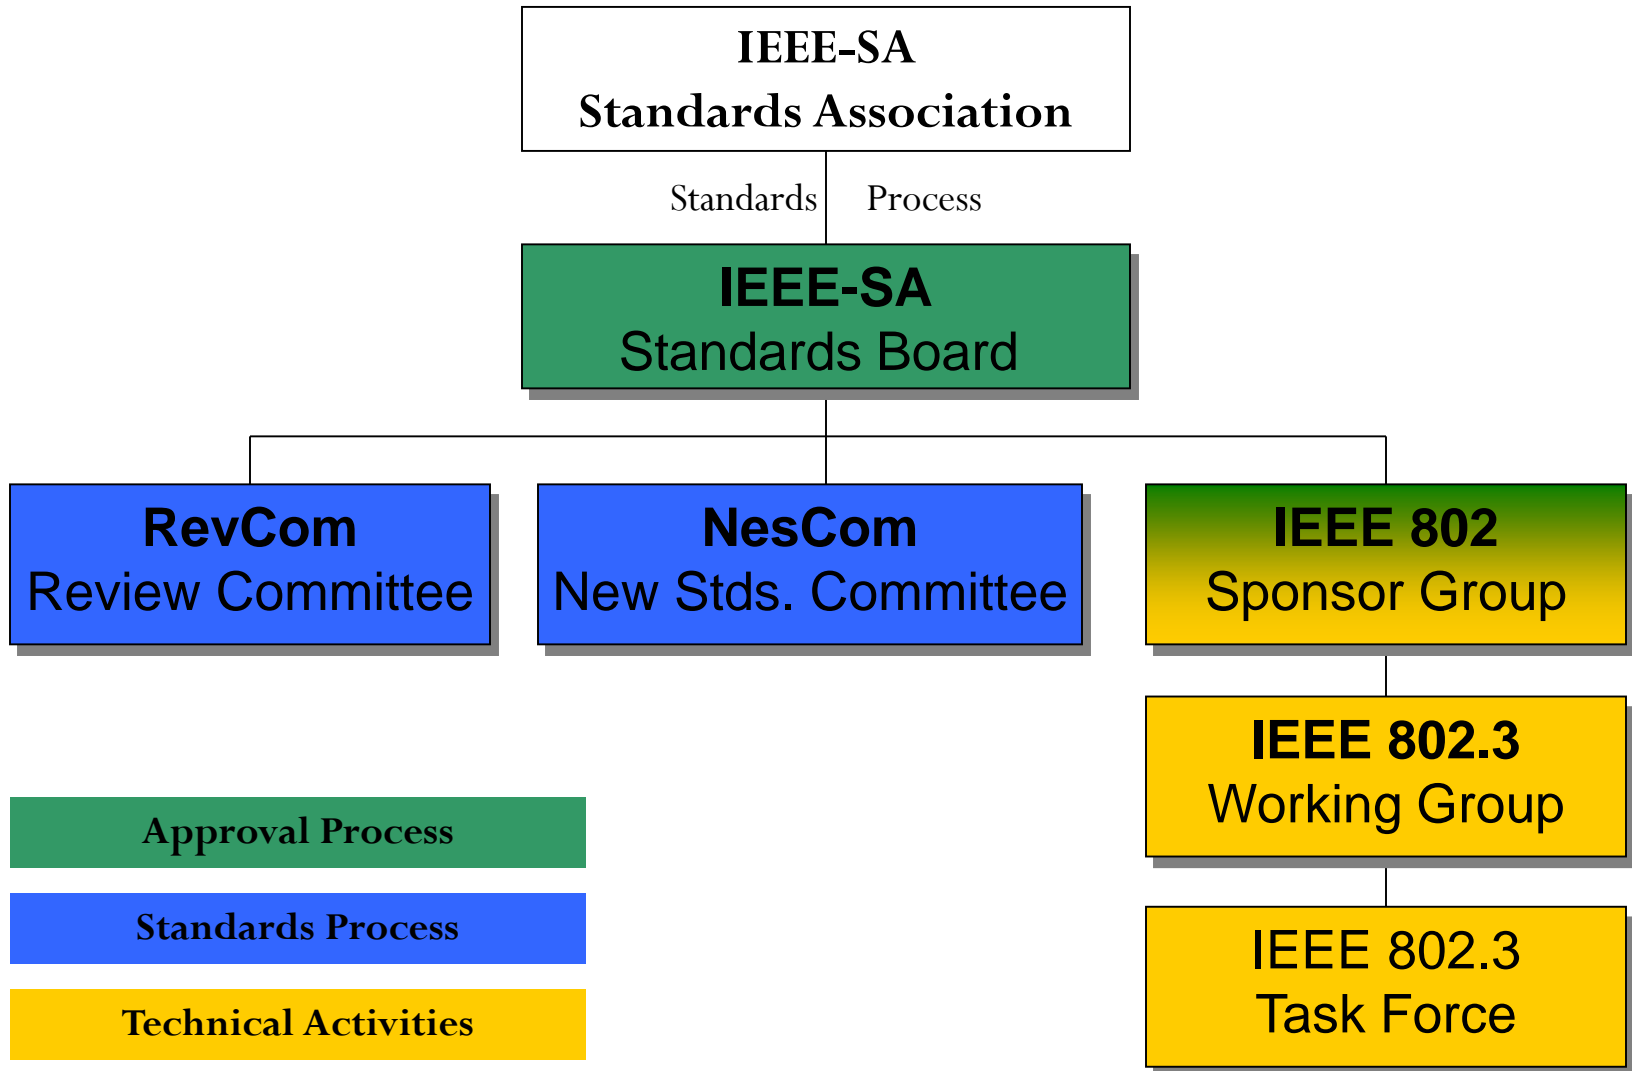 IEEE-SA
Standards Association
Standards Process
IEEE-SA
Standards Board
RevCom
Review Committee
NesCom
New Stds. Committee
IEEE 802
Sponsor Group
IEEE 802.3
Working Group
IEEE 802.3
Task Force
Approval Process
Standards Process
Technical Activities